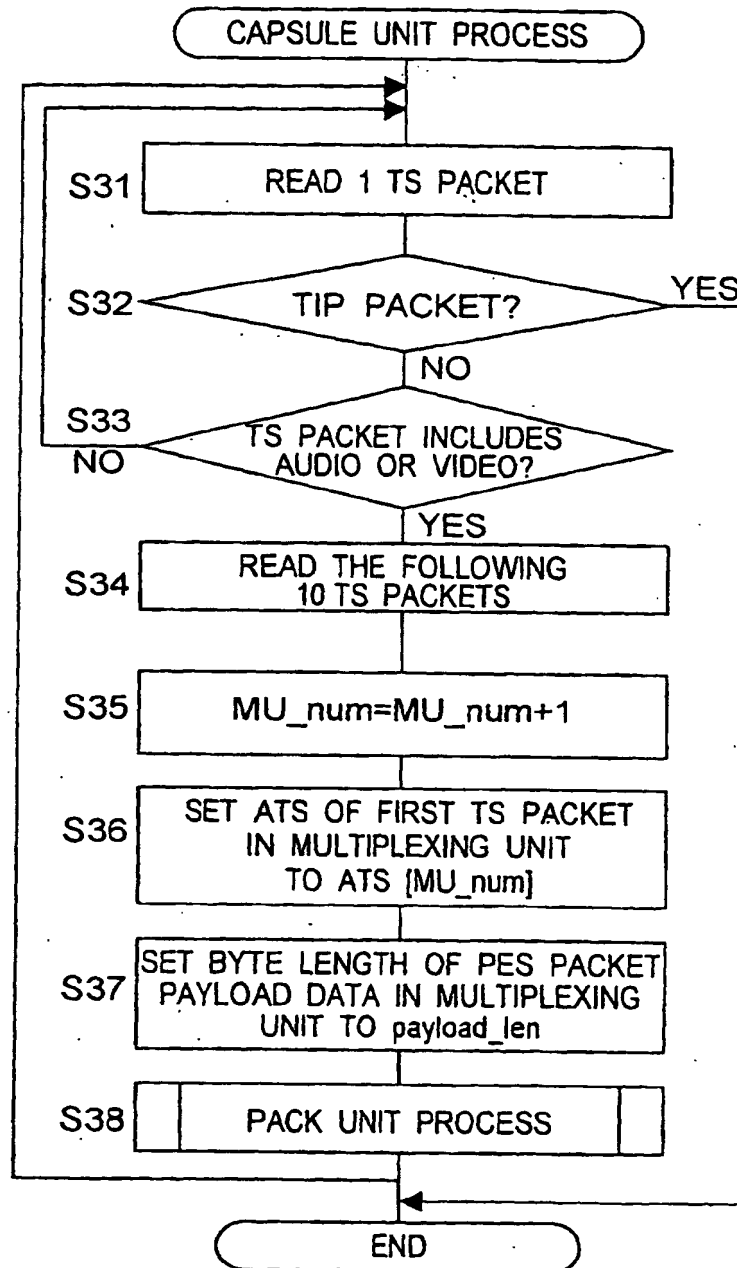 CAPSULE UNIT PROCESS
S31
READ 1 TS PACKET
S32
TIP PACKET?
YES
NO
S33
NO
TS PACKET INCLUDES
AUDIO OR VIDEO?
YES
S34
READ THE FOLLOWING
10 TS PACKETS
S35
MU_num=MU_num+1
S36
SET ATS OF FIRST TS PACKET
IN MULTIPLEXING UNIT
TO ATS [MU_num]
S37
SET BYTE LENGTH OF PES PACKET
PAYLOAD DATA IN MULTIPLEXING
UNIT TO payload_len
S38
PACK UNIT PROCESS
END